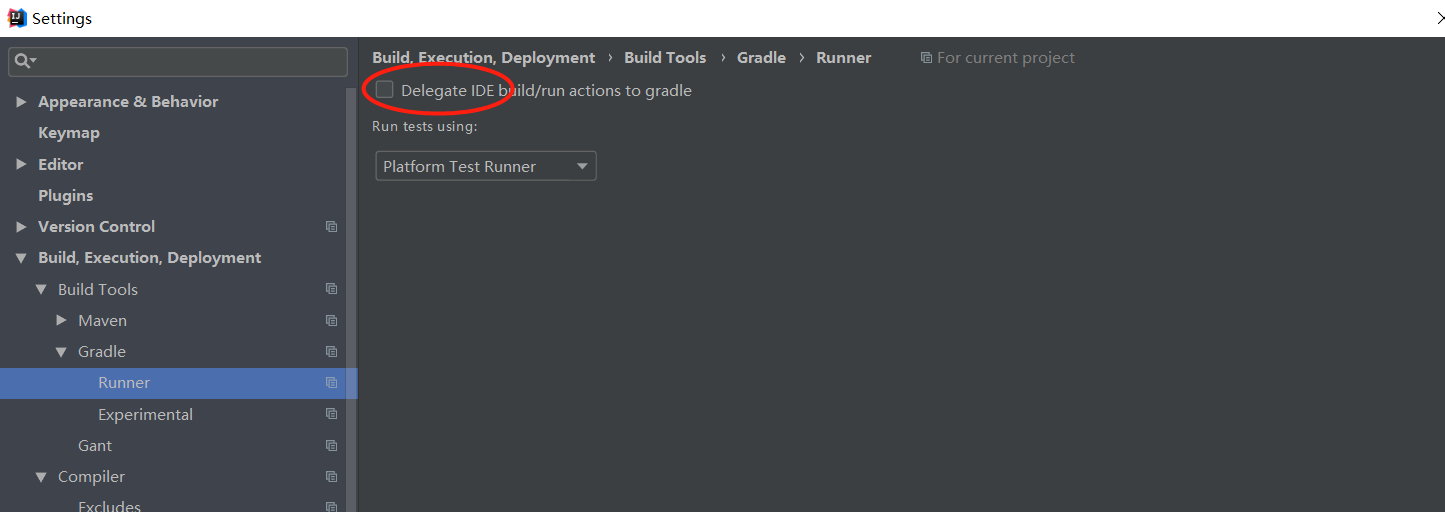 Settings
Appearance & Behavior
Keymap
Editor
Plugins
Version Control
Build, Execution, Deployment
Build Tools
Maven
Gradle
Runner
Experimental
Gant
Compiler
Excludes
Build, Execution, Deployment › Build Tools › Gradle › Runner For current project
Delegate IDE build/run actions to gradle
Run tests using:
Platform Test Runner